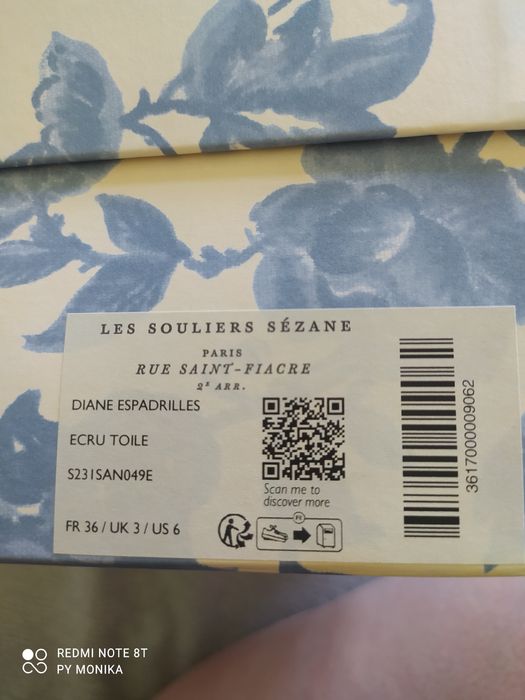 LES SOULIERS SÉZANE
PARIS
RUE SAINT-FIACRE
2E ARR.
DIANE ESPADRILLES
ECRU TOILE
S231SAN049E
Scan me to
discover more
FR
FR 36 / UK 3 / US 6
3617000009062
REDMI NOTE 8T
PY MONIKA